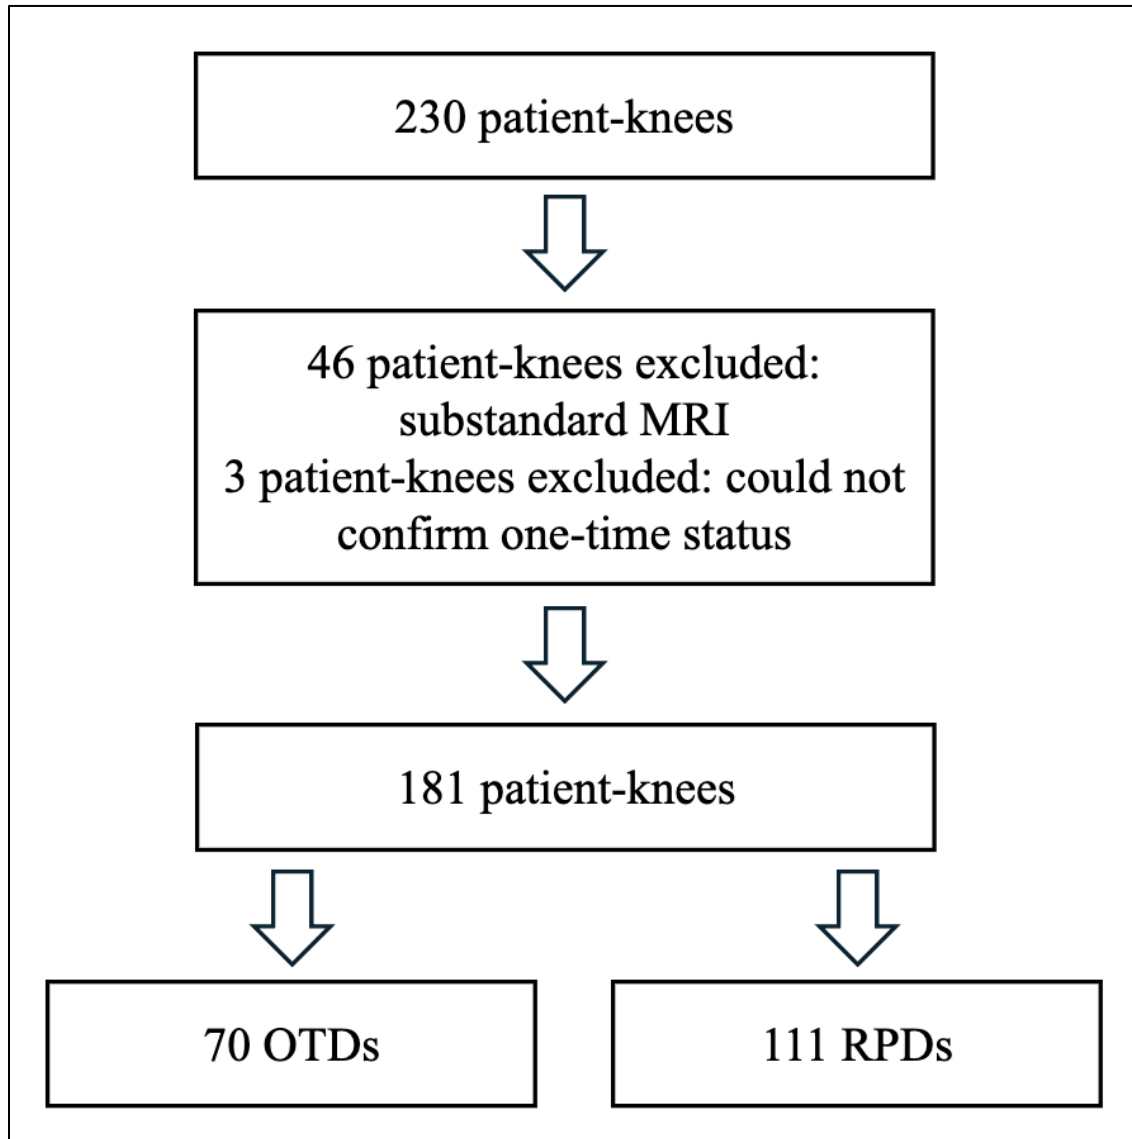 230 patient-knees
46 patient-knees excluded:
substandard MRI
3 patient-knees excluded: could not
confirm one-time status
181 patient-knees
70 OTDs
111 RPDs